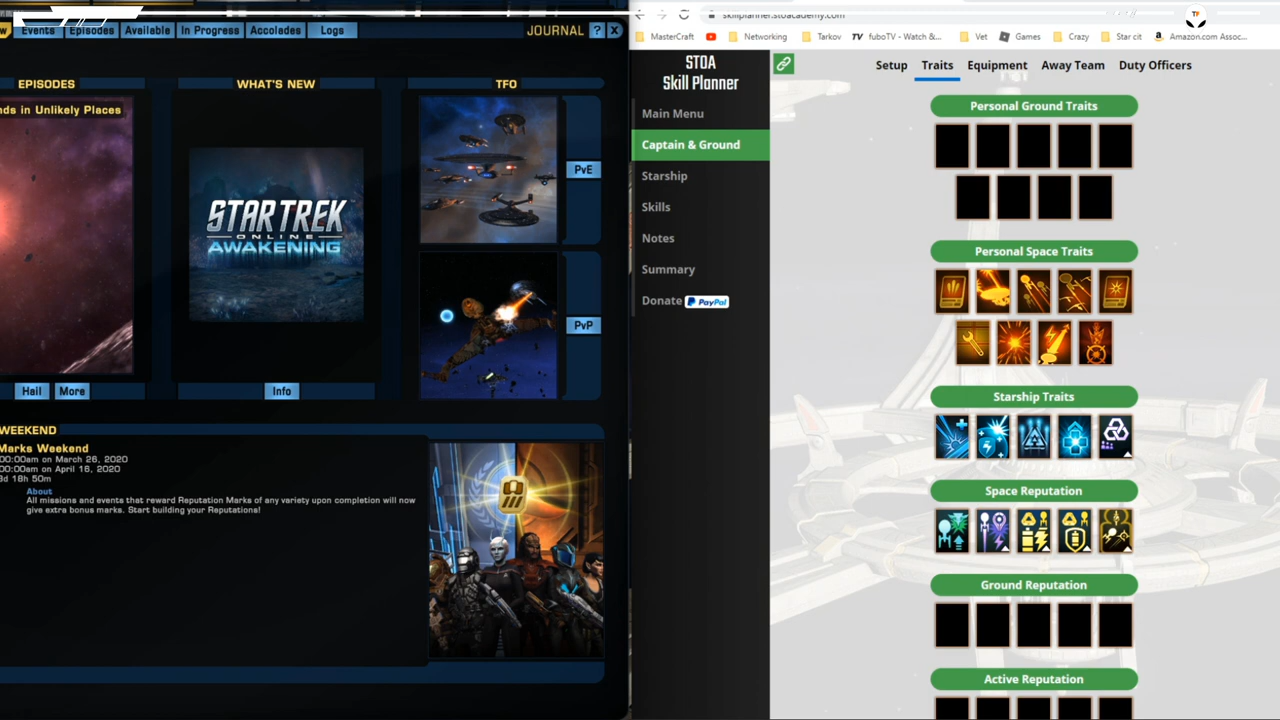 Events Episodes Available In Progress Accolades Logs JOURNAL ? X
EPISODES
WHAT'S NEW
TFO
nds in Unlikely Places
STAR TREK
ONLINE
AWAKENING
PvE
PvP
Hail More
Info
WEEKEND
Marks Weekend
00:00am on March 26, 2020
00:00am on April 16, 2020
3d 18h 50m
About
All missions and events that reward Reputation Marks of any variety upon completion will now
give extra bonus marks. Start building your Reputations!
skillplanner.stoacademy.com
MasterCraft Networking Tarkov TV fuboTV - Watch &... Vet Games Crazy Star cit Amazon.com Assoc...
STOA
Skill Planner
Main Menu
Captain & Ground
Starship
Skills
Notes
Summary
Donate PayPal
Setup Traits Equipment Away Team Duty Officers
Personal Ground Traits
Personal Space Traits
Starship Traits
Space Reputation
Ground Reputation
Active Reputation